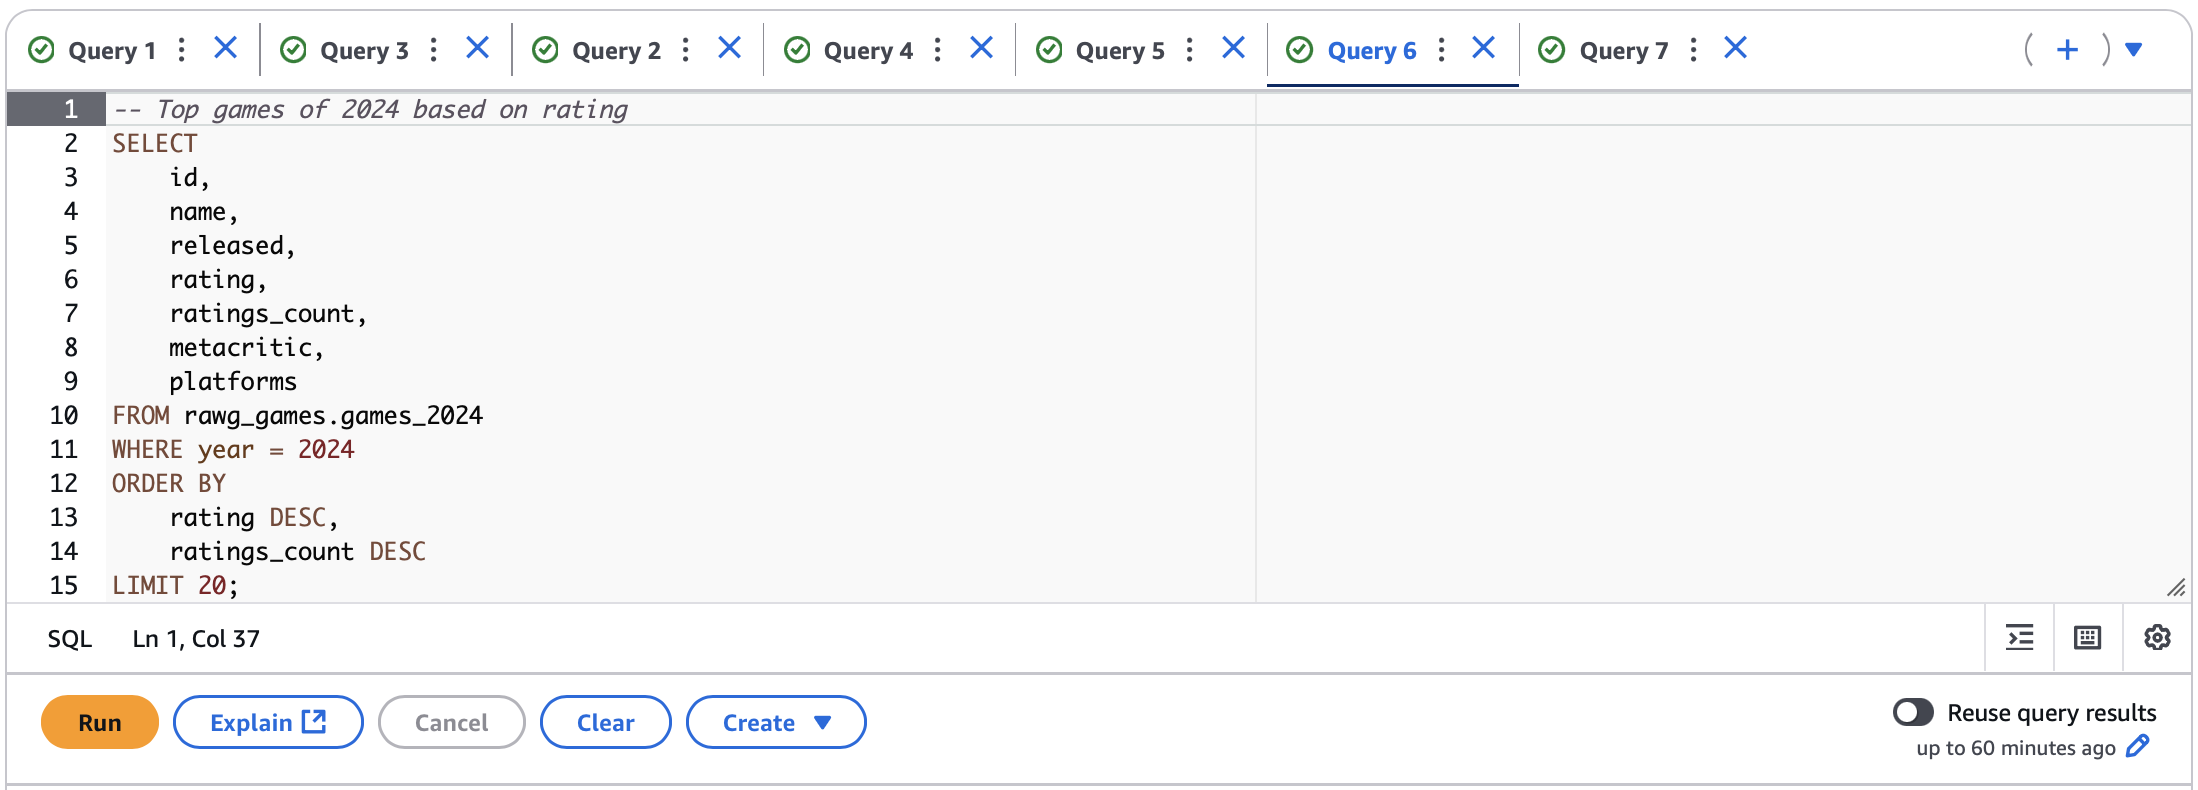 Query 1 Query 3 Query 2 Query 4 Query 5 Query 6 Query 7
1 -- Top games of 2024 based on rating
2 SELECT
3 id,
4 name,
5 released,
6 rating,
7 ratings_count,
8 metacritic,
9 platforms
10 FROM rawg_games.games_2024
11 WHERE year = 2024
12 ORDER BY
13 rating DESC,
14 ratings_count DESC
15 LIMIT 20;
SQL Ln 1, Col 37
Run Explain Cancel Clear Create Reuse query results
up to 60 minutes ago